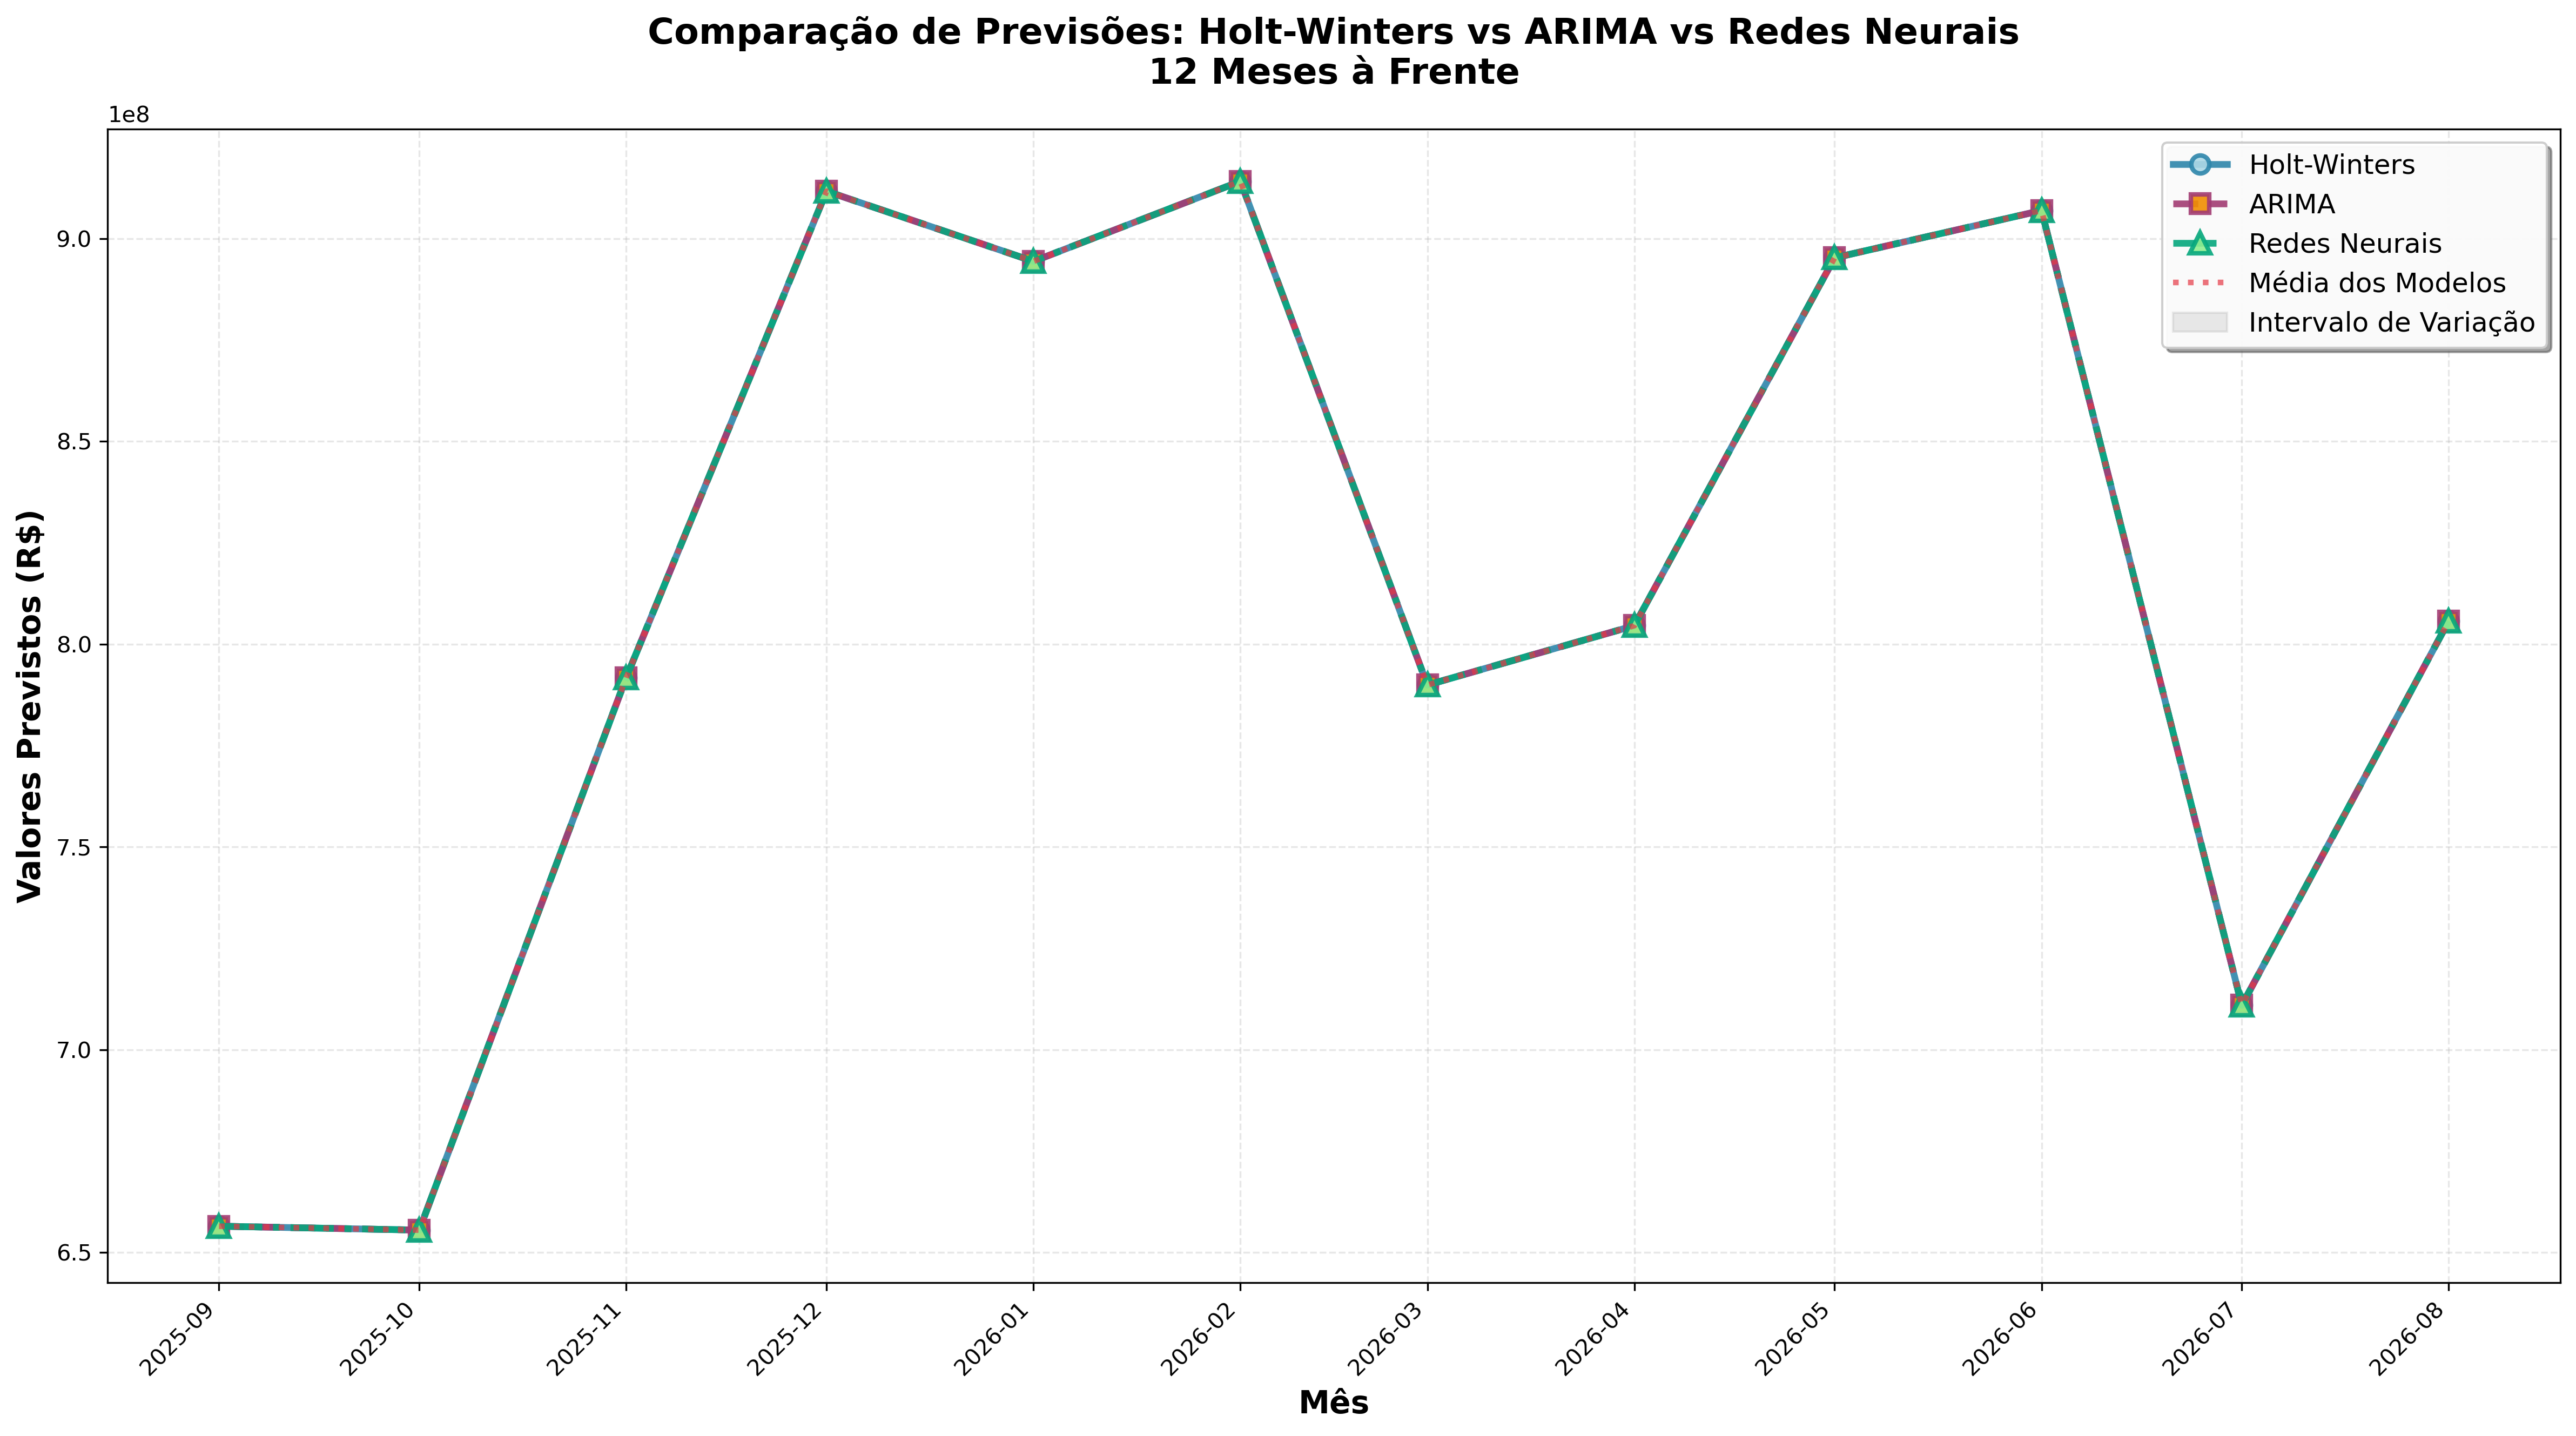 Comparação de Previsões: Holt-Winters vs ARIMA vs Redes Neurais
12 Meses à Frente
1e8
Holt-Winters
ARIMA
Redes Neurais
Média dos Modelos
Intervalo de Variação
9.0
8.5
8.0
7.5
7.0
6.5
Valores Previstos (R$)
2025-09
2025-10
2025-11
2025-12
2026-01
2026-02
2026-03
2026-04
2026-05
2026-06
2026-07
2026-08
Mês